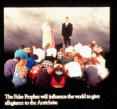 The False Prophet will influence the world to give
allegiance to the Antichrist.